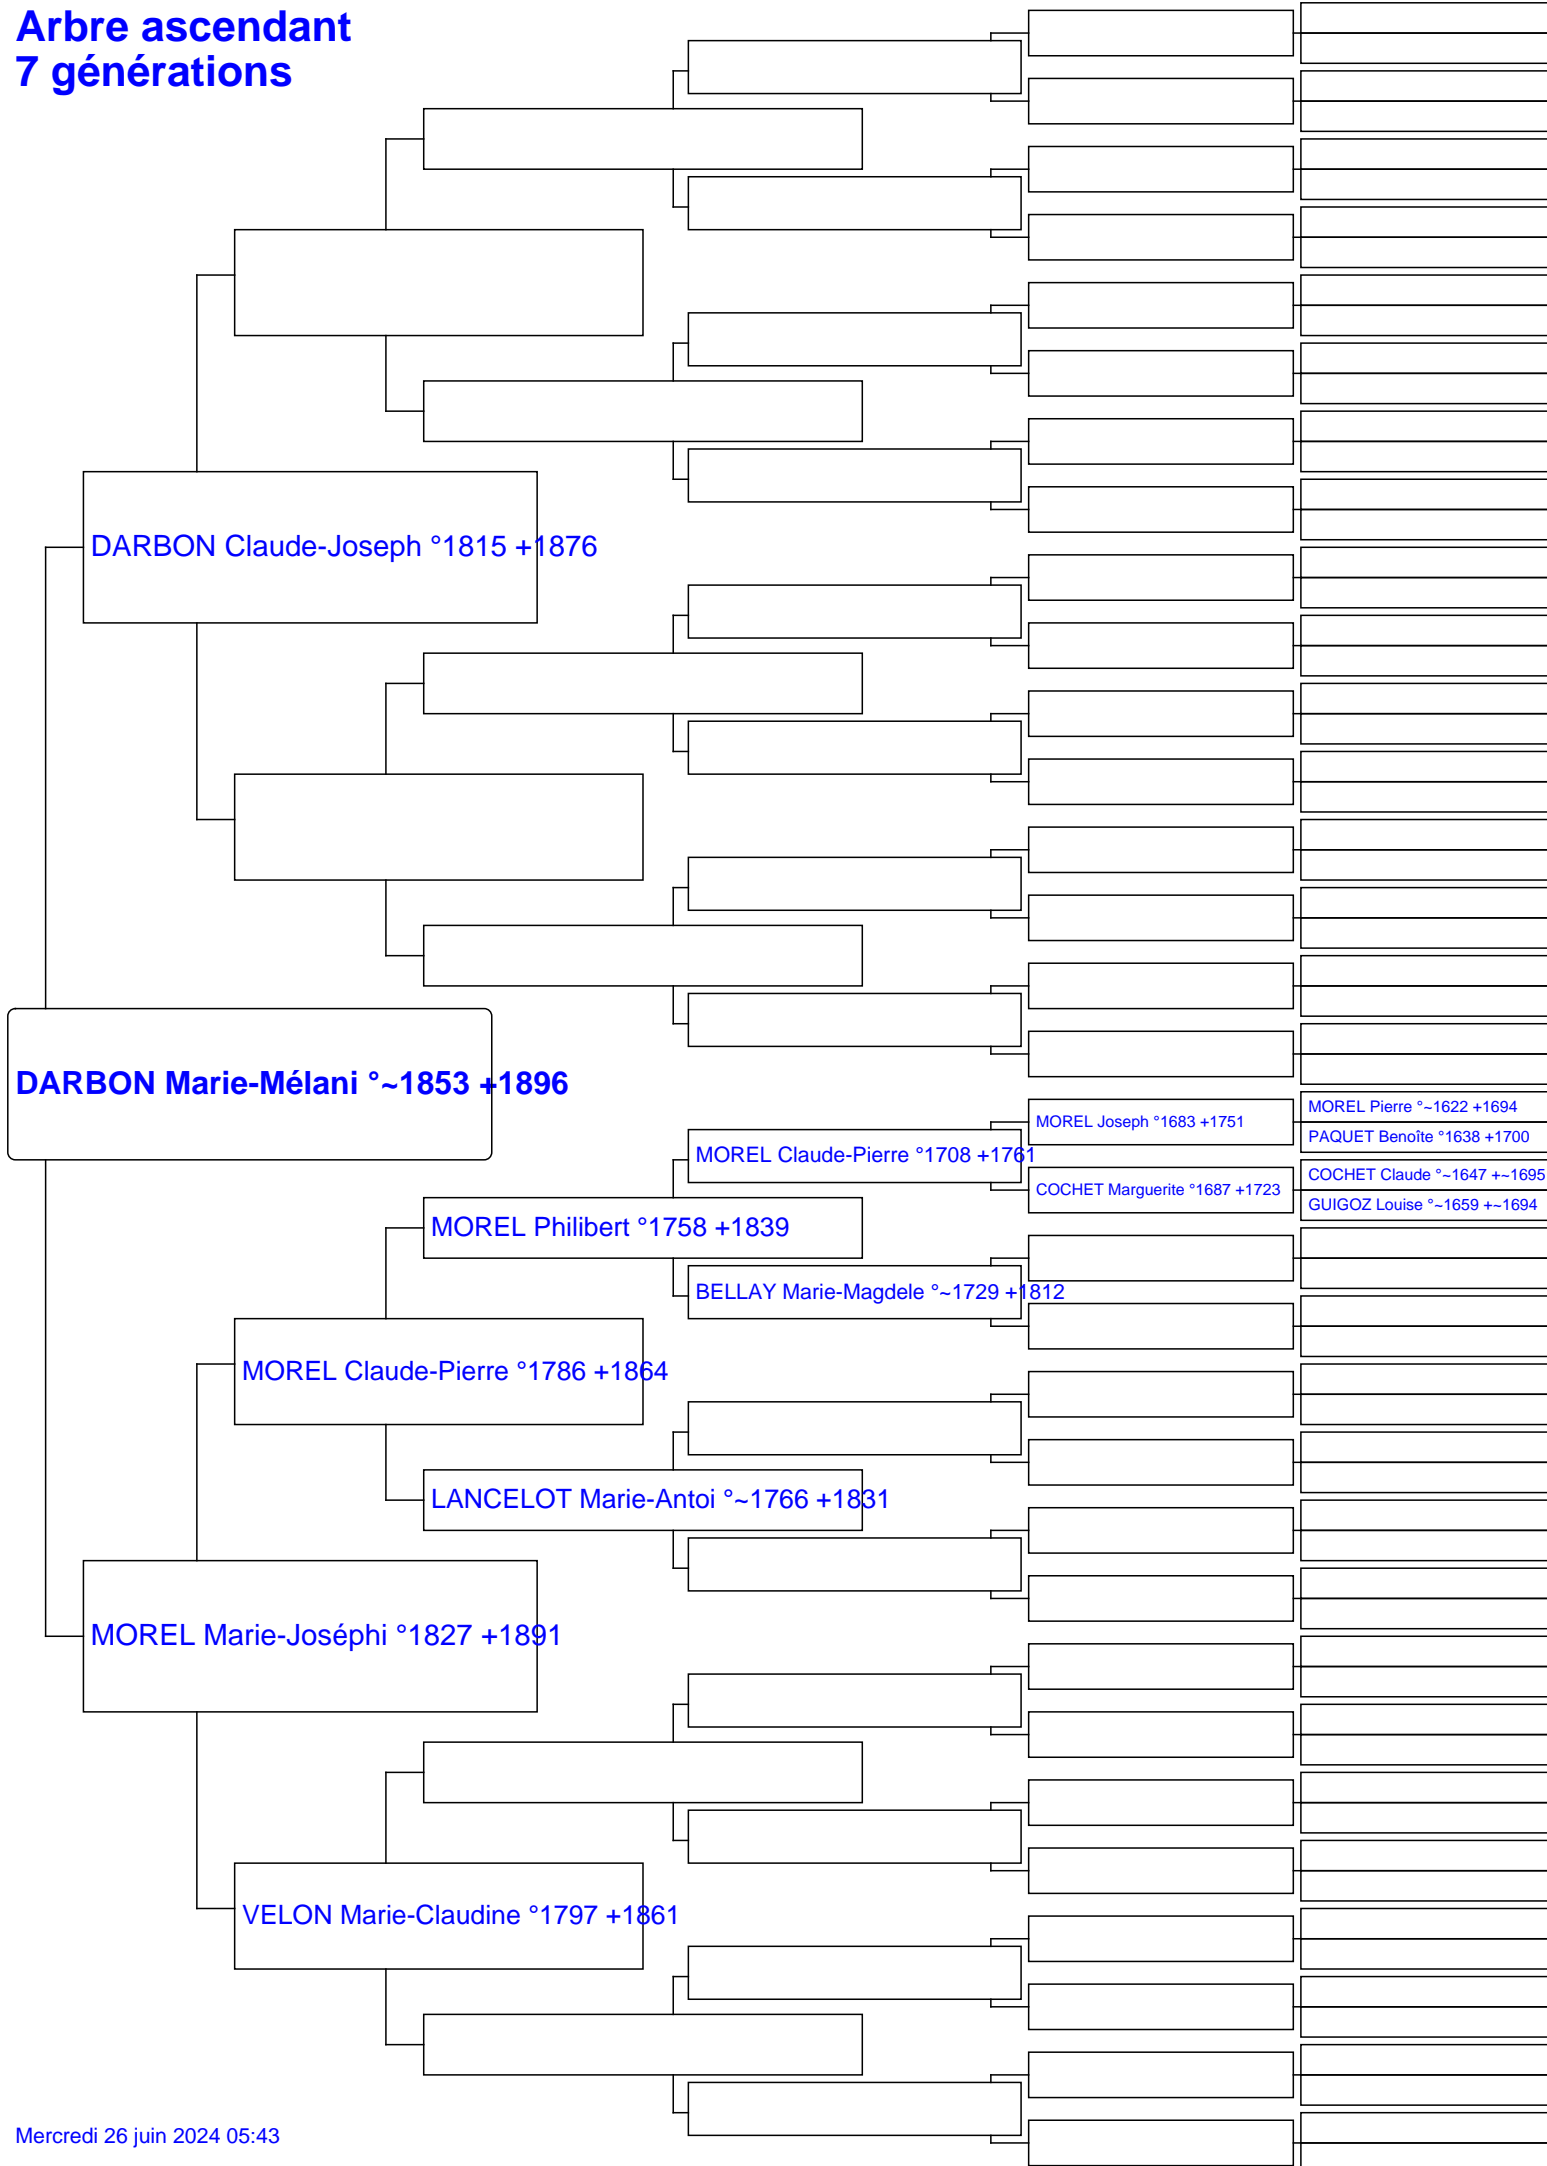 Arbre ascendant
7 générations
DARBON Claude-Joseph °1815 +1876
DARBON Marie-Mélani °~1853 +1896
MOREL Pierre °~1622 +1694
MOREL Joseph °1683 +1751
PAQUET Benoîte °1638 +1700
MOREL Claude-Pierre °1708 +1761
COCHET Claude °~1647 +~1695
COCHET Marguerite °1687 +1723
GUIGOZ Louise °~1659 +~1694
MOREL Philibert °1758 +1839
BELLAY Marie-Magdele °~1729 +1812
MOREL Claude-Pierre °1786 +1864
LANCELOT Marie-Antoi °~1766 +1831
MOREL Marie-Joséphi °1827 +1891
VELON Marie-Claudine °1797 +1861
Mercredi 26 juin 2024 05:43